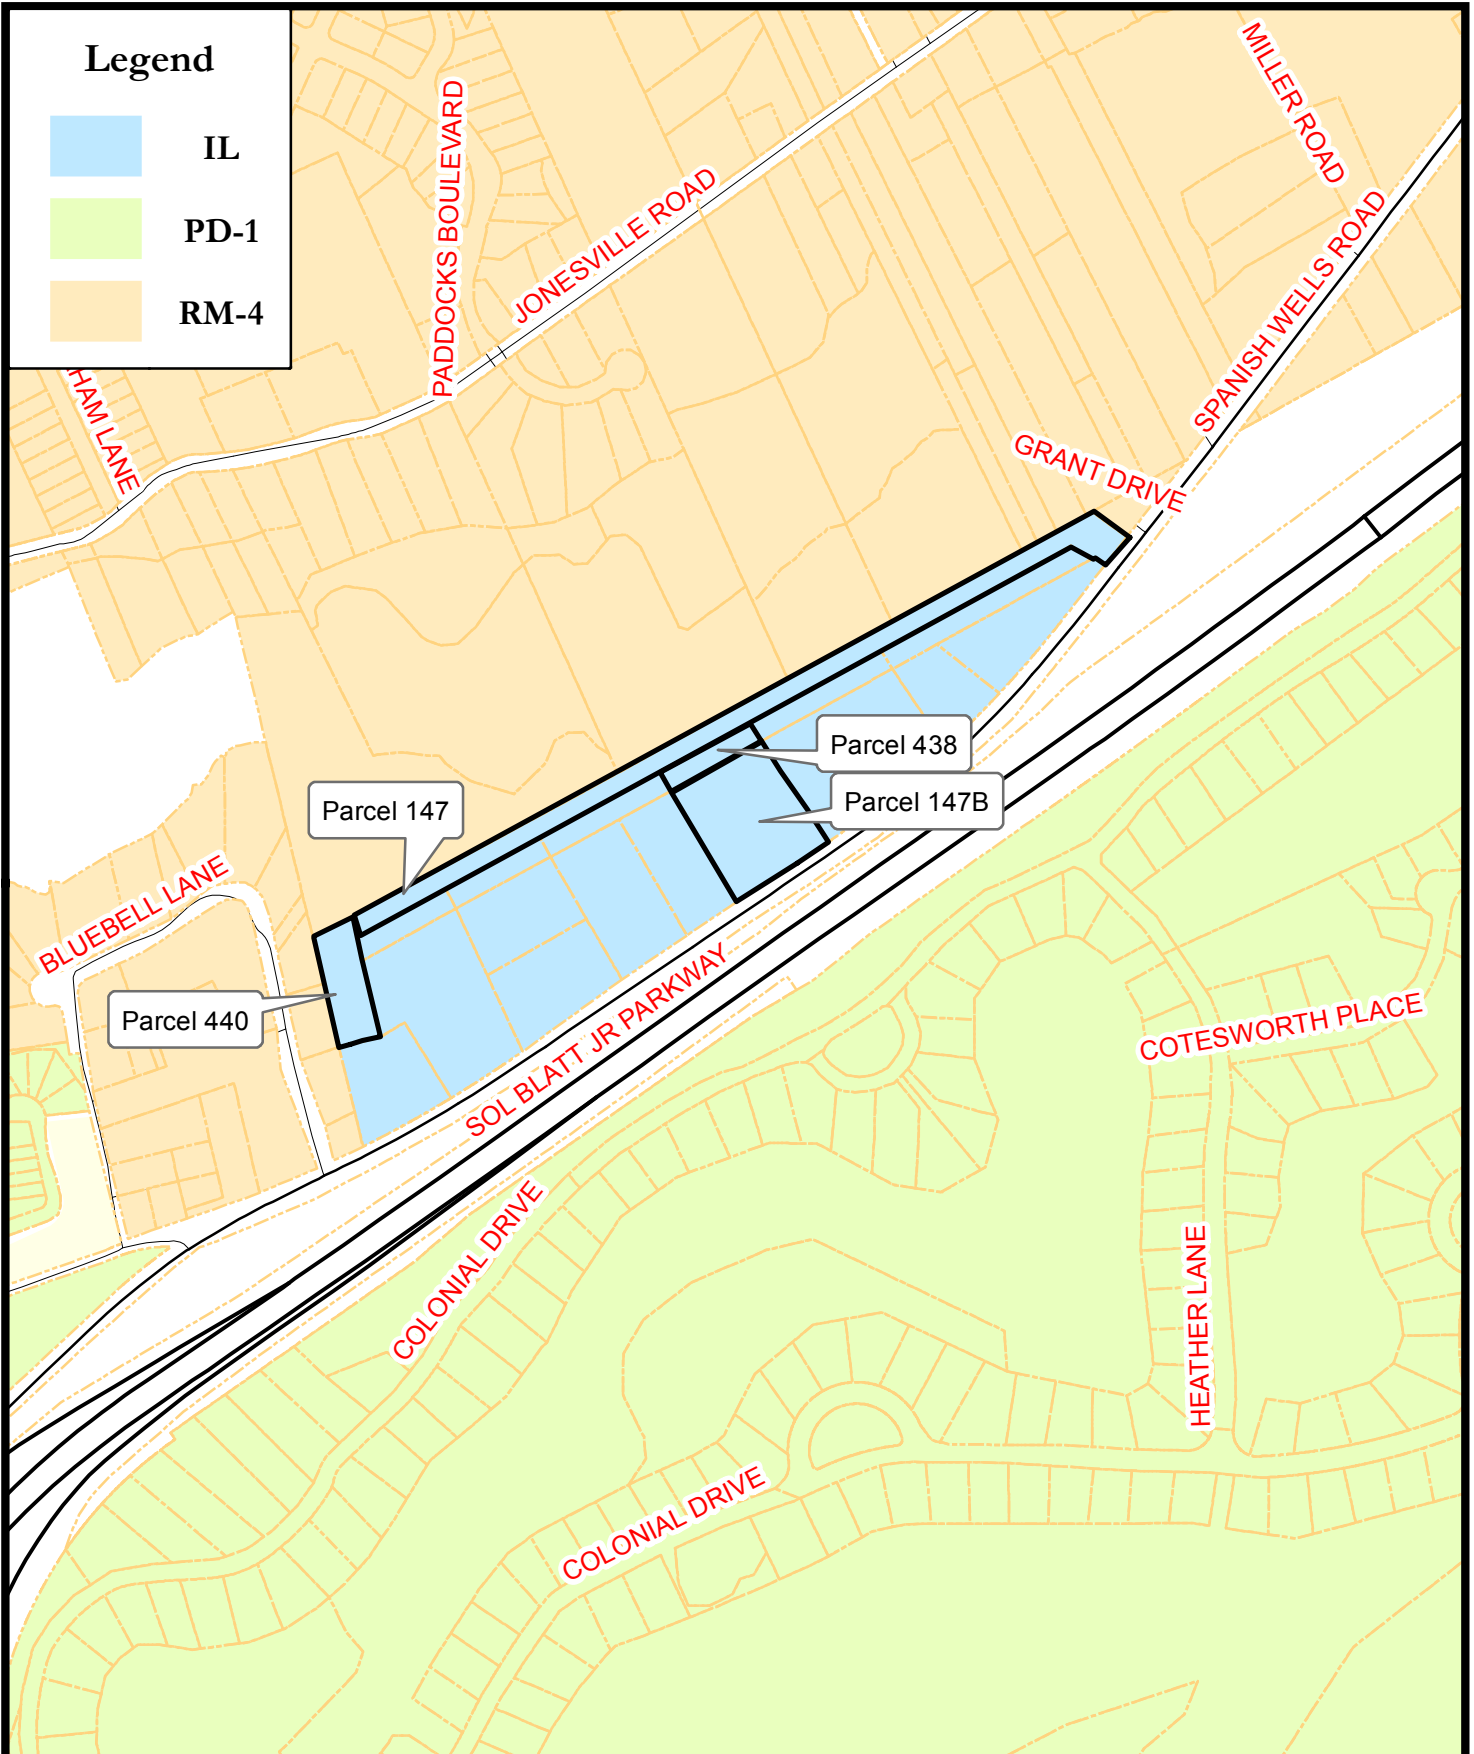 Legend
IL
PD-1
RM-4
MILLER ROAD
PADDOCKS BOULEVARD
JONESVILLE ROAD
SPANISH WELLS ROAD
HAM LANE
GRANT DRIVE
Parcel 438
Parcel 147B
Parcel 147
BLUEBELL LANE
Parcel 440
SOL BLATT JR PARKWAY
COTESWORTH PLACE
COLONIAL DRIVE
HEATHER LANE
COLONIAL DRIVE